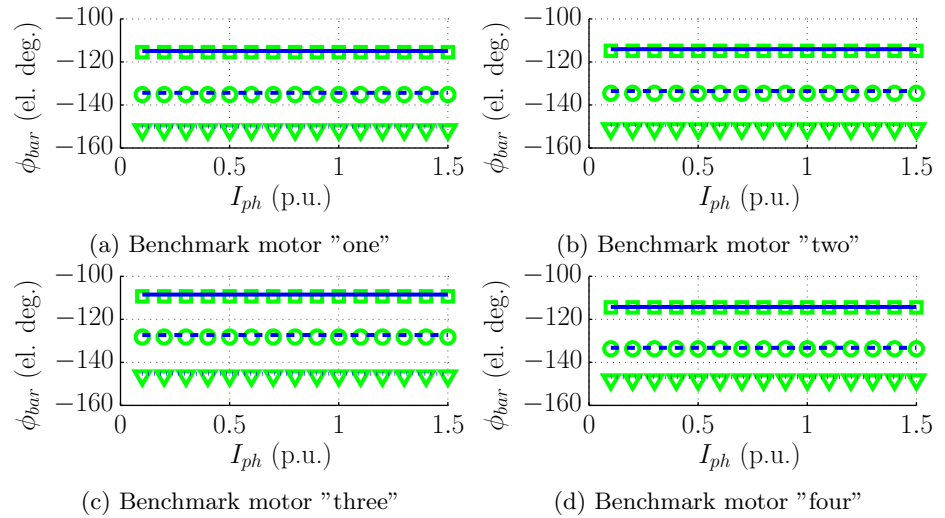 −100
−120
−140
−160
ϕbar (el. deg.)
0
0.5
1
1.5
Iph (p.u.)
(a) Benchmark motor ”one”
−100
−120
−140
−160
ϕbar (el. deg.)
0
0.5
1
1.5
Iph (p.u.)
(b) Benchmark motor ”two”
−100
−120
−140
−160
ϕbar (el. deg.)
0
0.5
1
1.5
Iph (p.u.)
(c) Benchmark motor ”three”
−100
−120
−140
−160
ϕbar (el. deg.)
0
0.5
1
1.5
Iph (p.u.)
(d) Benchmark motor ”four”